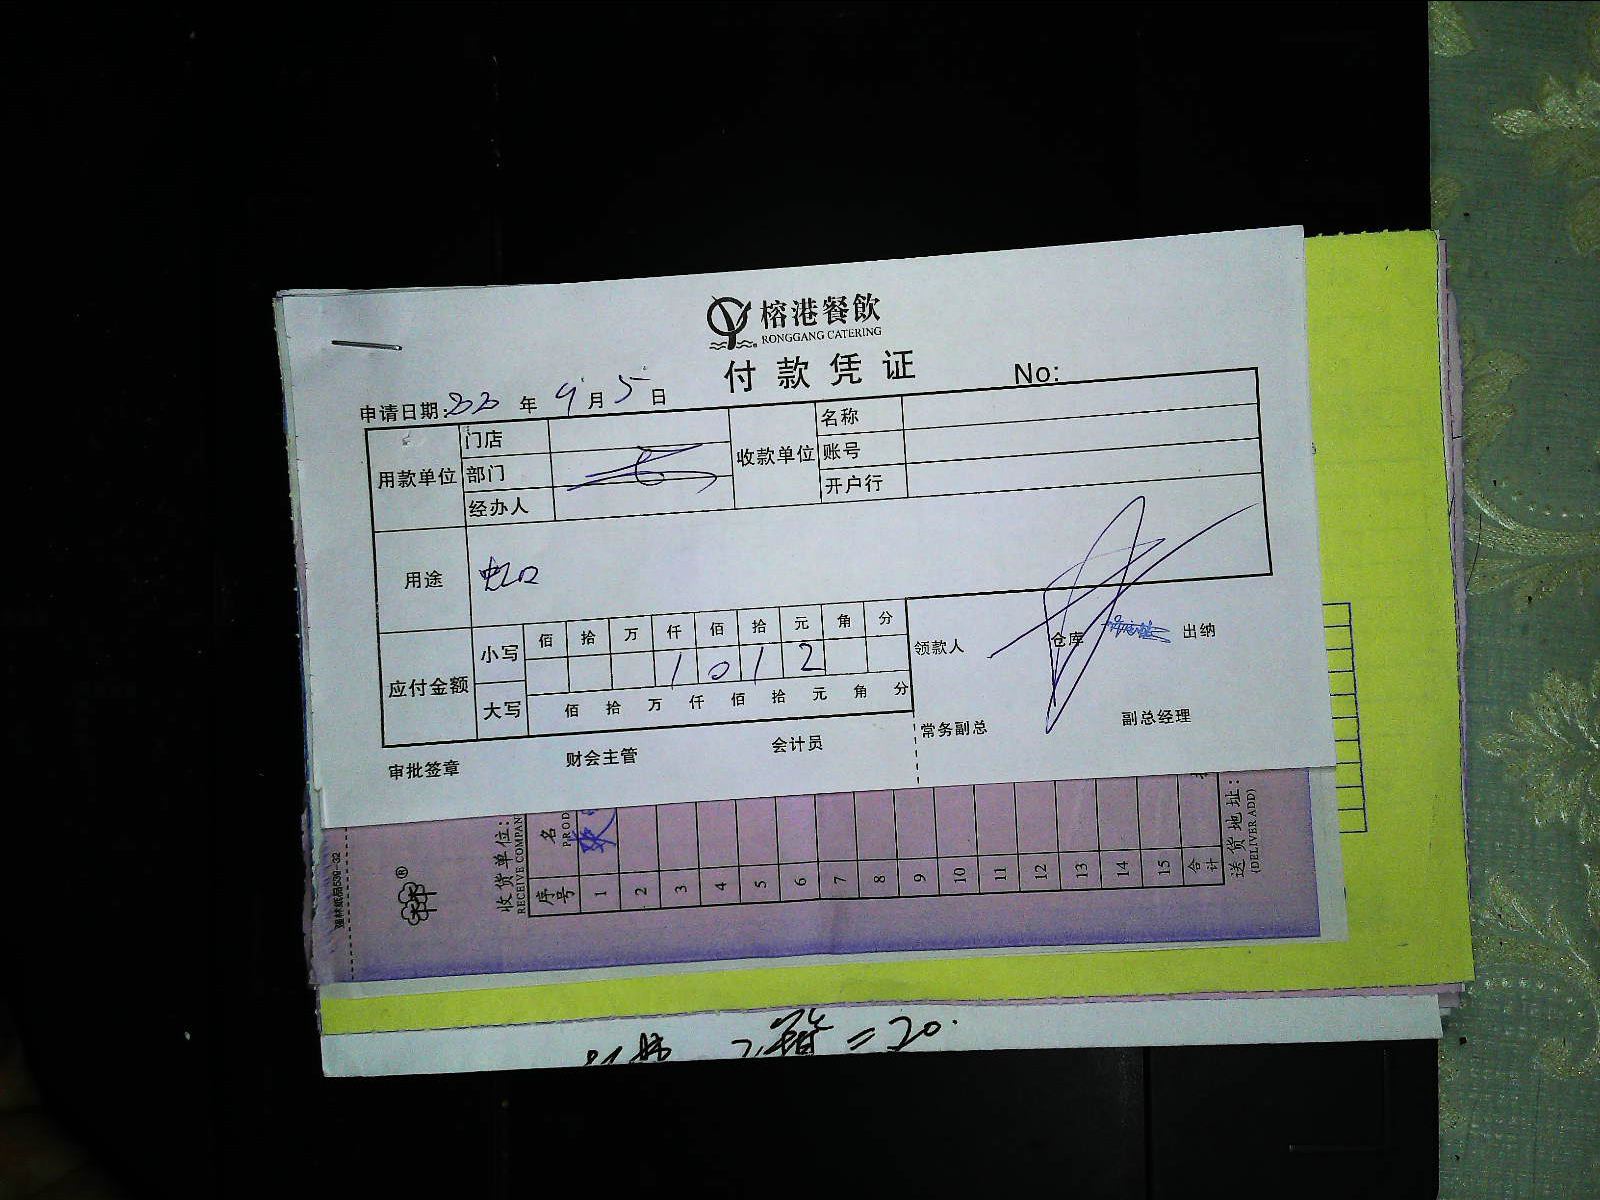 榕港餐飲
RONGGANG CATERING
付款凭证
No:
申请日期: 年 9月5日
用款单位 门店
部门
经办人
收款单位 名称
账号
开户行
用途 虹口
应付金额 小写 佰 拾 万 仟 佰 拾 元 角 分
1 0 1 2
大写 佰 拾 万 仟 佰 拾 元 角 分
领款人 仓库 出纳
常务副总 副总经理
审批签章 财会主管 会计员
收货单位:
RECEIVE COMPAN
序号 名
PROD
1
2
3
4
5
6
7
8
9
10
11
12
13
14
15
合计
送货地址:
(DELIVER ADD)
=20.